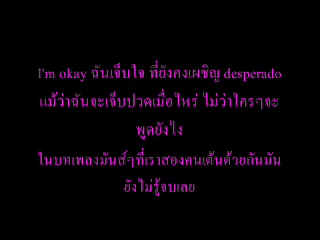 I'm okay ฉันเจ็บใจ ที่ยังคงเผชิญ desperado
แม้ว่าฉันจะเจ็บปวดเมื่อไหร่ ไม่ว่าใครๆจะ
พูดยังไง
ในบทเพลงมันส์ๆที่เราสองคนเต้นด้วยกันมัน
ยังไม่รู้จบเลย